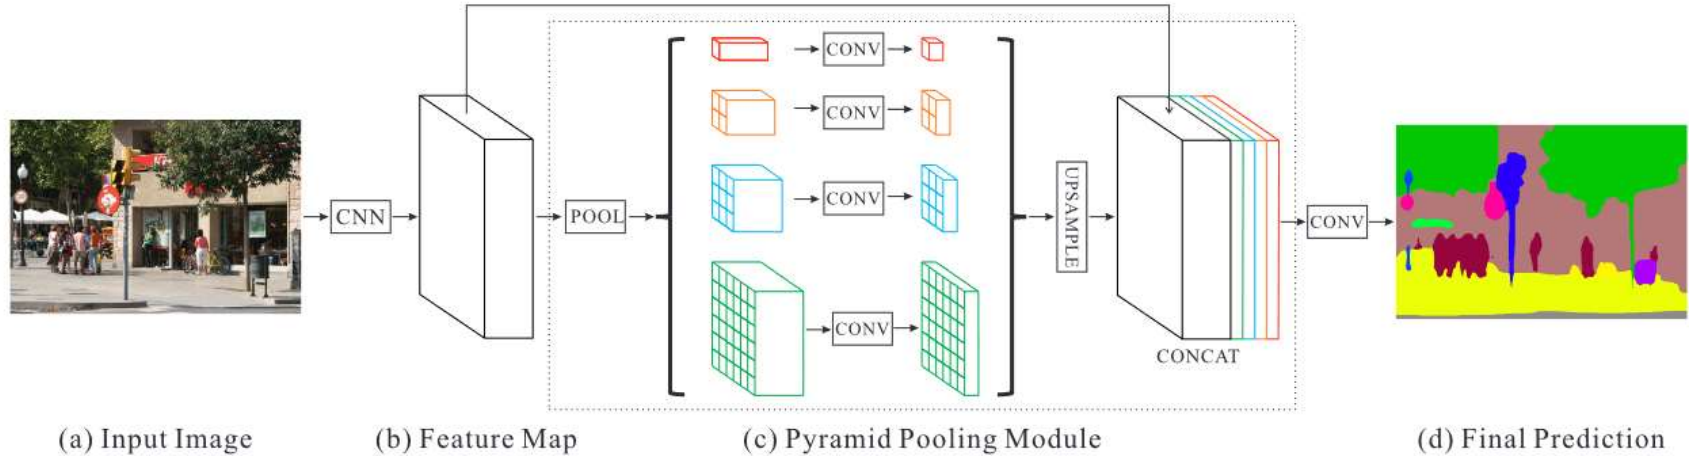 CNN
POOL
CONV
CONV
CONV
CONV
UPSAMPLE
CONCAT
CONV
(a) Input Image
(b) Feature Map
(c) Pyramid Pooling Module
(d) Final Prediction